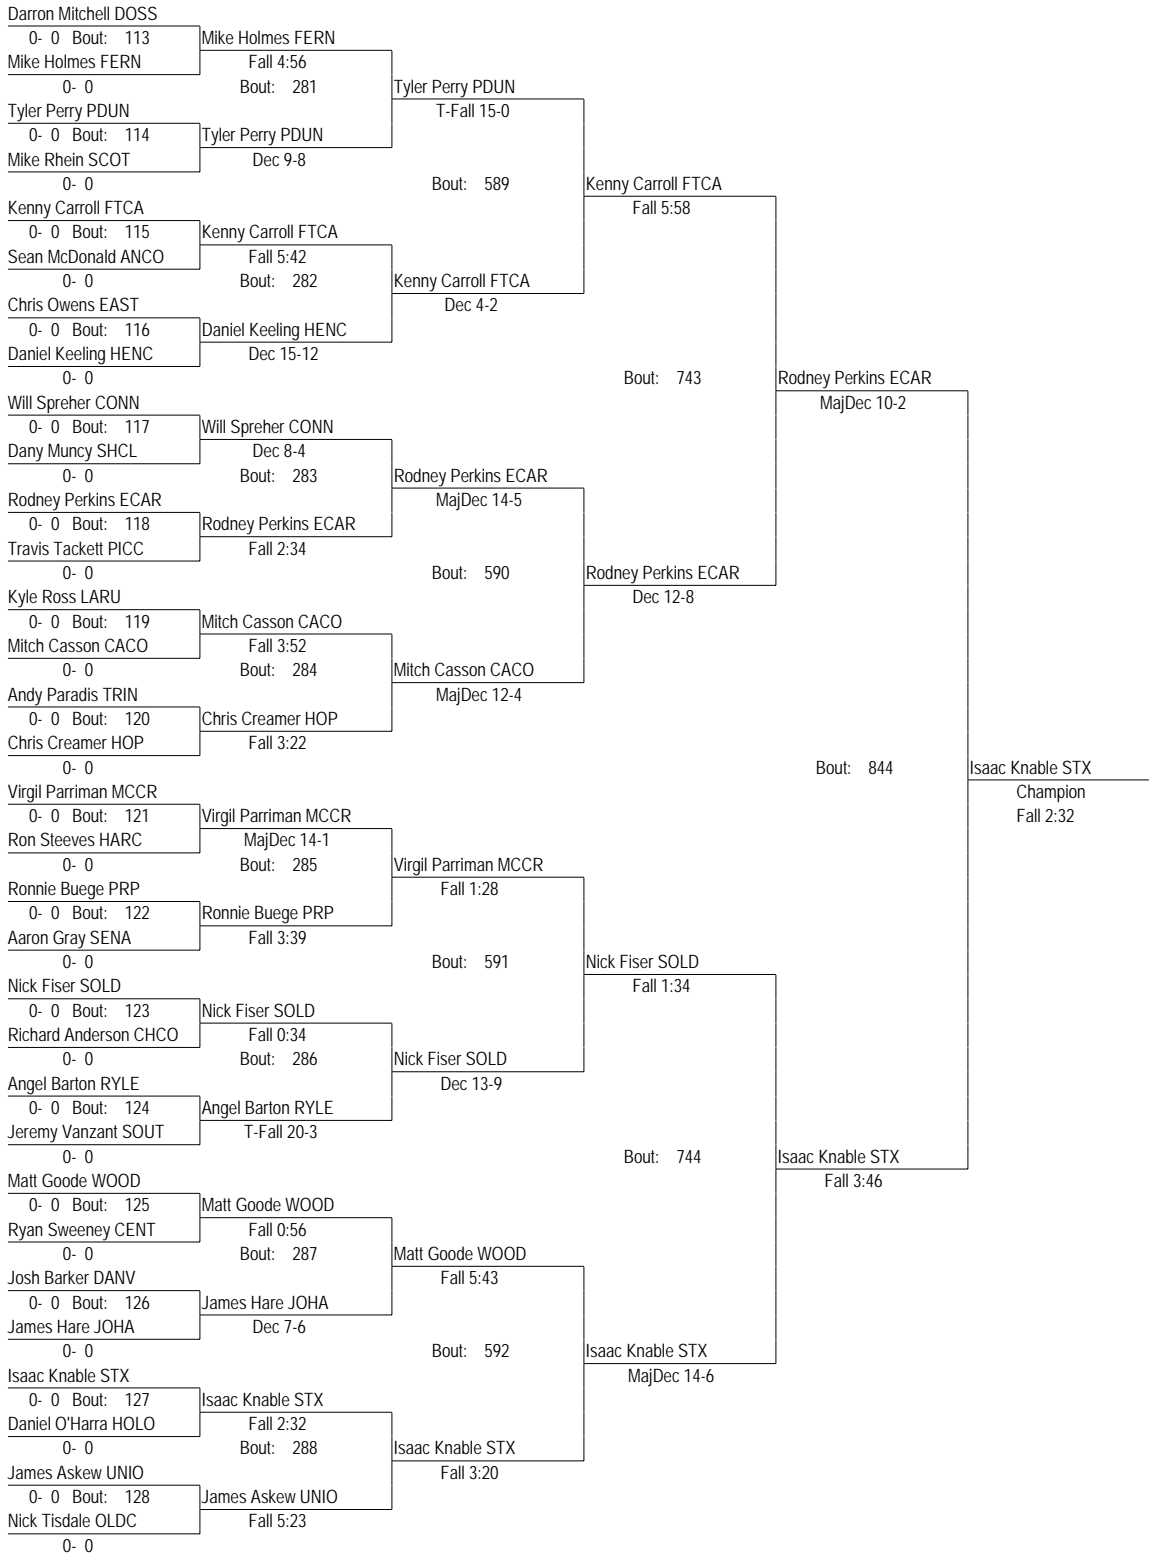 Darron Mitchell DOSS
0- 0 Bout: 113 Mike Holmes FERN
Mike Holmes FERN Fall 4:56
0- 0 Bout: 281 Tyler Perry PDUN
Tyler Perry PDUN T-Fall 15-0
0- 0 Bout: 114 Tyler Perry PDUN
Mike Rhein SCOT Dec 9-8
0- 0 Bout: 589 Kenny Carroll FTCA
Kenny Carroll FTCA Fall 5:58
0- 0 Bout: 115 Kenny Carroll FTCA
Sean McDonald ANCO Fall 5:42
0- 0 Bout: 282 Kenny Carroll FTCA
Chris Owens EAST Dec 4-2
0- 0 Bout: 116 Daniel Keeling HENC
Daniel Keeling HENC Dec 15-12
0- 0 Bout: 743 Rodney Perkins ECAR
Will Spreher CONN MajDec 10-2
0- 0 Bout: 117 Will Spreher CONN
Dany Muncy SHCL Dec 8-4
0- 0 Bout: 283 Rodney Perkins ECAR
Rodney Perkins ECAR MajDec 14-5
0- 0 Bout: 118 Rodney Perkins ECAR
Travis Tackett PICC Fall 2:34
0- 0 Bout: 590 Rodney Perkins ECAR
Kyle Ross LARU Dec 12-8
0- 0 Bout: 119 Mitch Casson CACO
Mitch Casson CACO Fall 3:52
0- 0 Bout: 284 Mitch Casson CACO
Andy Paradis TRIN MajDec 12-4
0- 0 Bout: 120 Chris Creamer HOP
Chris Creamer HOP Fall 3:22
0- 0 Bout: 844 Isaac Knable STX
Virgil Parriman MCCR Champion
0- 0 Bout: 121 Virgil Parriman MCCR Fall 2:32
Ron Steeves HARC MajDec 14-1
0- 0 Bout: 285 Virgil Parriman MCCR
Ronnie Buege PRP Fall 1:28
0- 0 Bout: 122 Ronnie Buege PRP
Aaron Gray SENA Fall 3:39
0- 0 Bout: 591 Nick Fiser SOLD
Nick Fiser SOLD Fall 1:34
0- 0 Bout: 123 Nick Fiser SOLD
Richard Anderson CHCO Fall 0:34
0- 0 Bout: 286 Nick Fiser SOLD
Angel Barton RYLE Dec 13-9
0- 0 Bout: 124 Angel Barton RYLE
Jeremy Vanzant SOUT T-Fall 20-3
0- 0 Bout: 744 Isaac Knable STX
Matt Goode WOOD Fall 3:46
0- 0 Bout: 125 Matt Goode WOOD
Ryan Sweeney CENT Fall 0:56
0- 0 Bout: 287 Matt Goode WOOD
Josh Barker DANV Fall 5:43
0- 0 Bout: 126 James Hare JOHA
James Hare JOHA Dec 7-6
0- 0 Bout: 592 Isaac Knable STX
Isaac Knable STX MajDec 14-6
0- 0 Bout: 127 Isaac Knable STX
Daniel O'Harra HOLO Fall 2:32
0- 0 Bout: 288 Isaac Knable STX
James Askew UNIO Fall 3:20
0- 0 Bout: 128 James Askew UNIO
Nick Tisdale OLDC Fall 5:23
0- 0